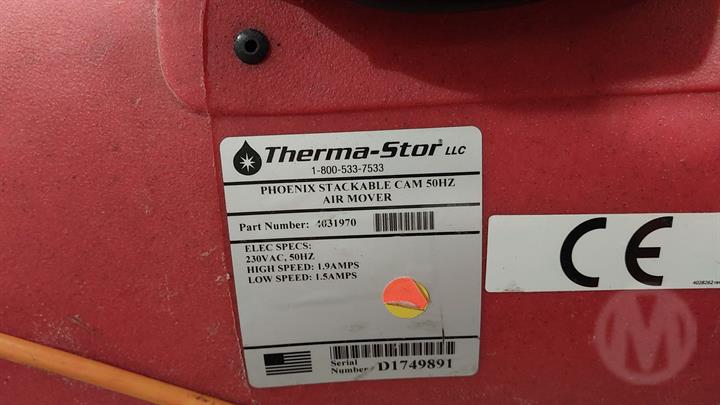 Therma-Stor® LLC
1-800-533-7533
PHOENIX STACKABLE CAM 50HZ
AIR MOVER
Part Number: 4031970
ELEC SPECS:
230VAC, 50HZ
HIGH SPEED: 1.9AMPS
LOW SPEED: 1.5AMPS
Serial
Number D1749891
CE
M